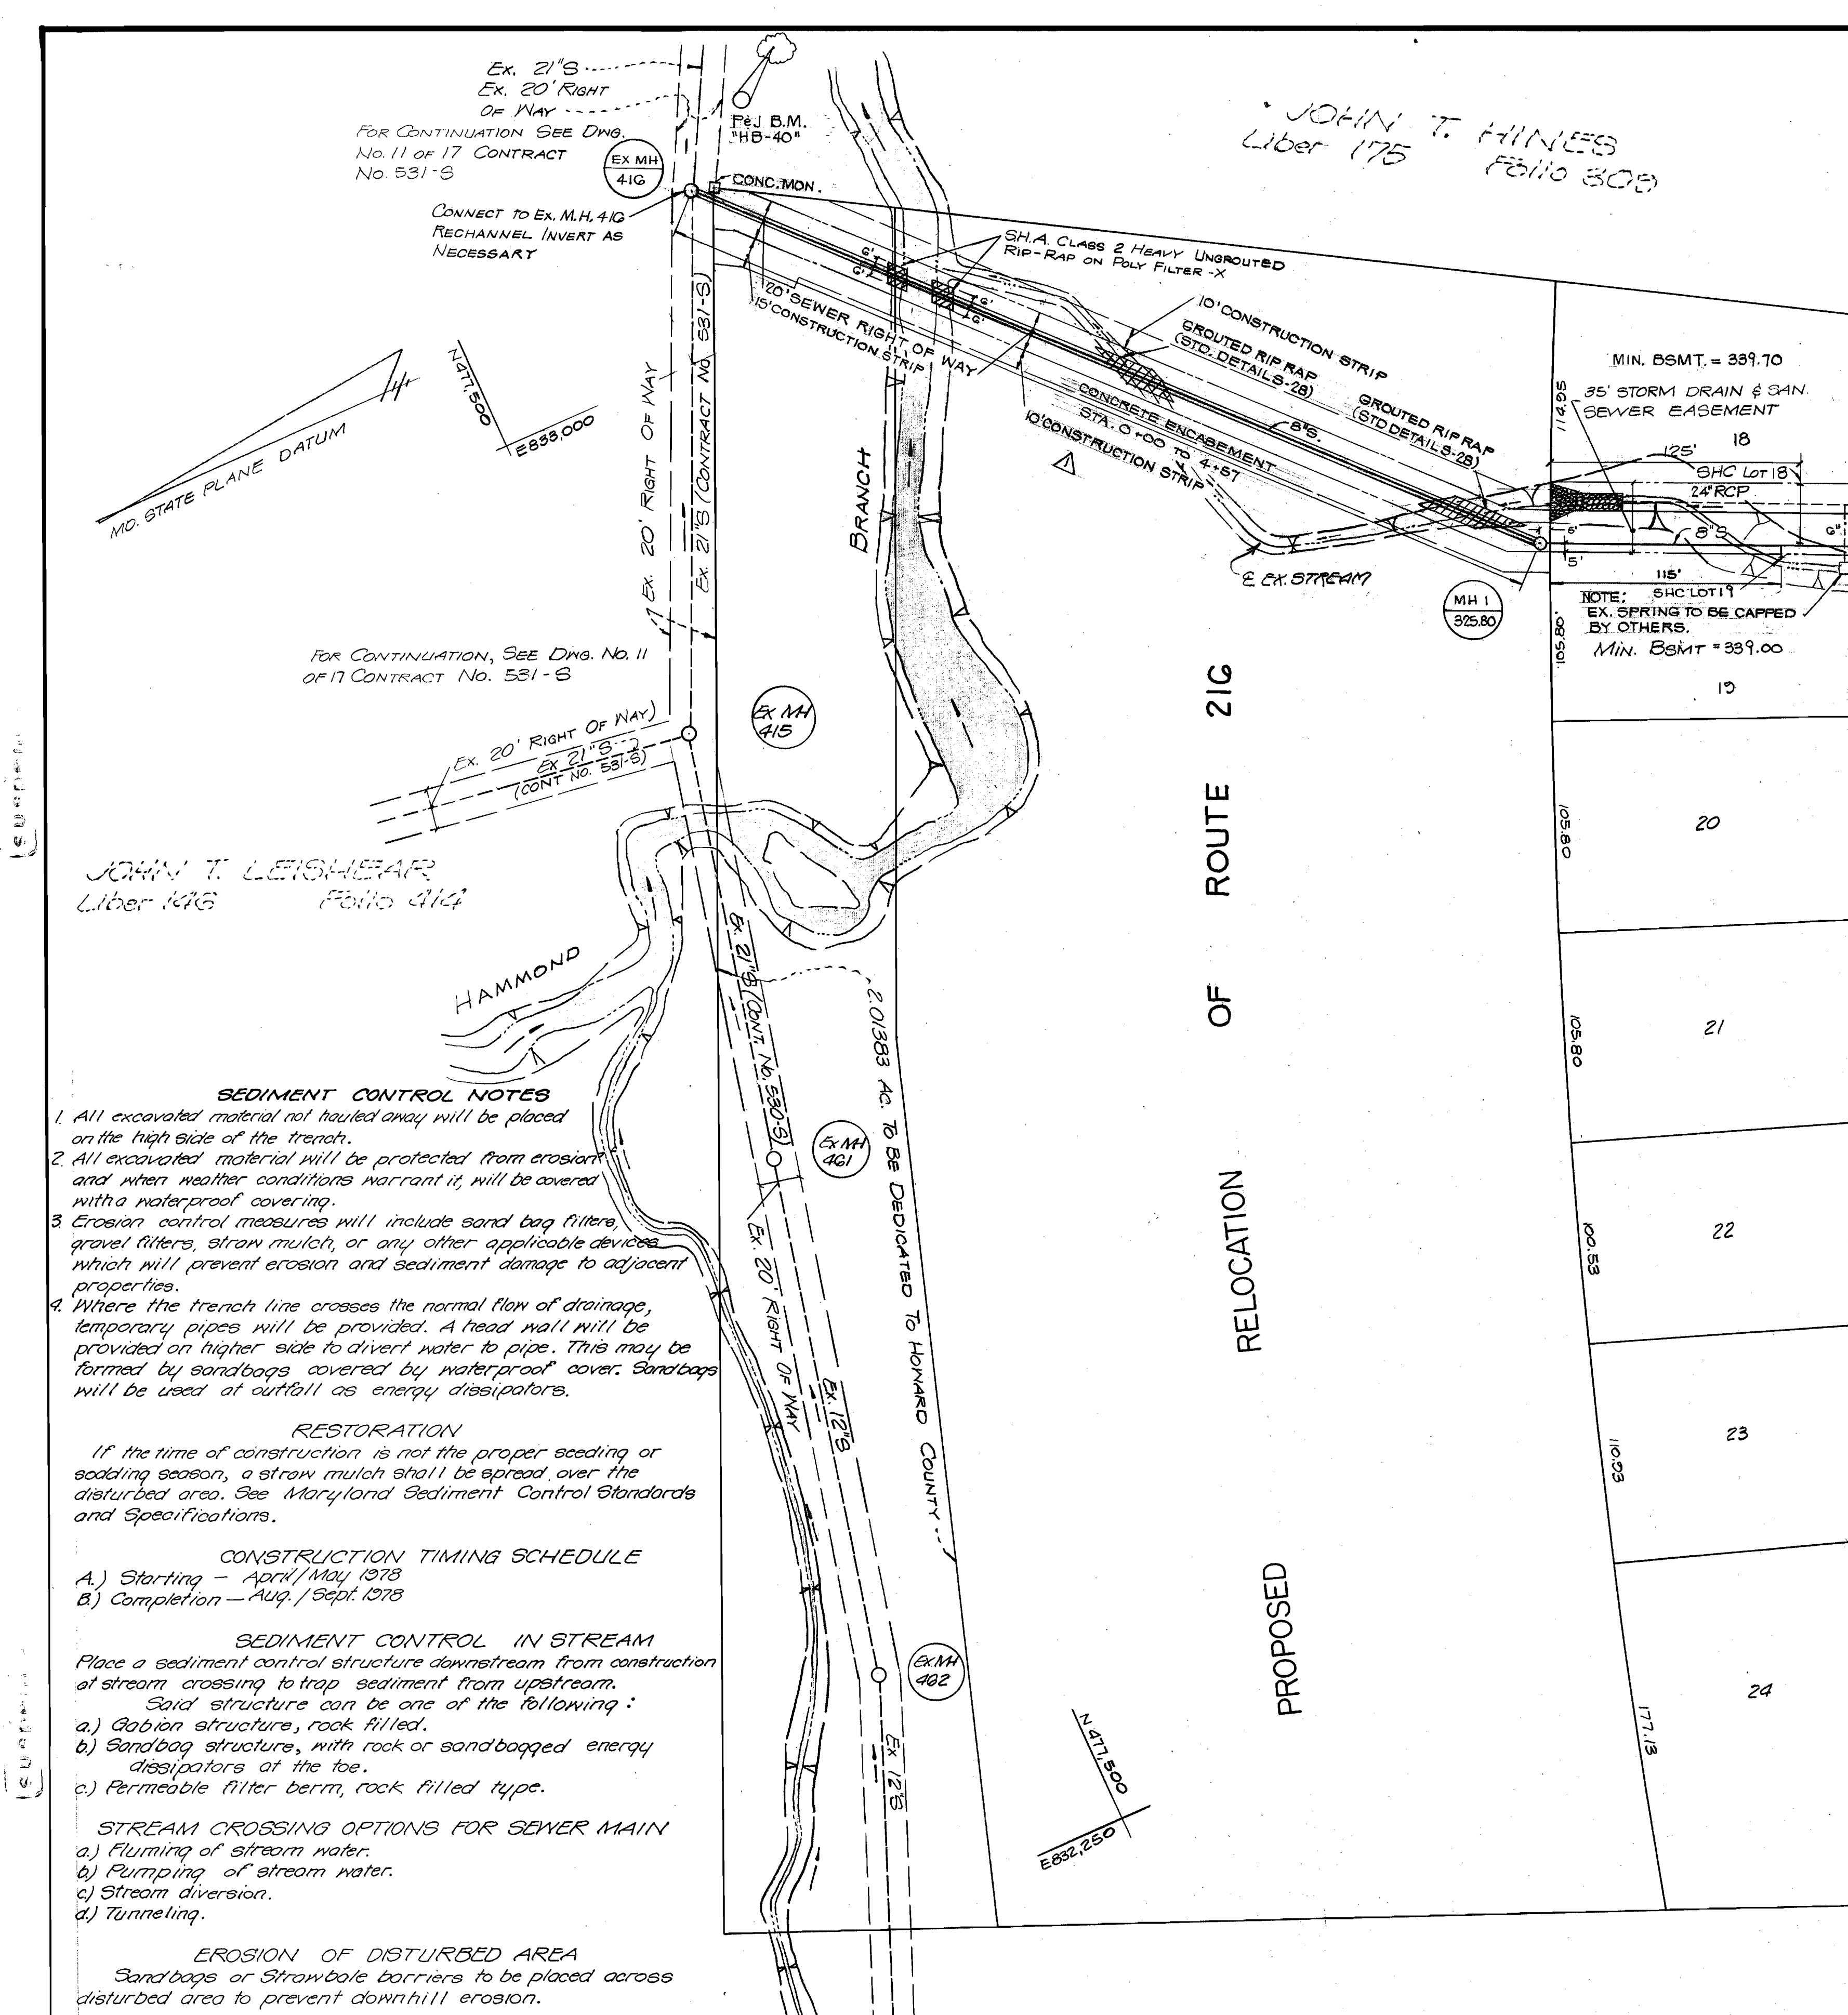 Ex. 21"S
Ex. 20' RIGHT
OF WAY
FOR CONTINUATION SEE DWG.
No. 11 OF 17 CONTRACT
No. 531-S
EX MH
416
P&J B.M.
"HB-40"
CONC. MON.
CONNECT TO EX. M.H. 416
RECHANNEL INVERT AS
NECESSARY
JOHN T. HINES
Liber 175 Folio 809
S.H.A. CLASS 2 HEAVY UNGROUTED
RIP-RAP ON POLY FILTER-X
6'
6'
6'
6'
20' SEWER RIGHT OF WAY
15' CONSTRUCTION STRIP
10' CONSTRUCTION STRIP
GROUTED RIP RAP
(STD. DETAIL S-28)
GROUTED RIP RAP
(STD DETAIL S-28)
CONCRETE ENCASEMENT
STA. 0+00 TO 4+57
10' CONSTRUCTION STRIP
8"S.
1
MIN. BSMT. = 339.70
35' STORM DRAIN & SAN.
SEWER EASEMENT
114.95
18
125'
SHC LOT 18
24" RCP
8"S
6"
5'
5'
115'
SHC LOT 19
NOTE:
EX. SPRING TO BE CAPPED
BY OTHERS.
MIN. BSMT = 339.00
105.80
19
MH 1
325.80
℄ EX. STREAM
N 477,500
E 833,000
MD. STATE PLANE DATUM
Ex. 20' RIGHT OF WAY
Ex. 21"S (CONTRACT No. 531-S)
BRANCH
FOR CONTINUATION, SEE DWG. No. 11
OF 17 CONTRACT No. 531-S
EX MH
415
Ex. 20' RIGHT OF WAY
EX 21"S
(CONT NO. 531-S)
JOHN T. LEISHEAR
Liber 146 Folio 414
HAMMOND
Ex. 21"S (CONT. No. 530-S)
2.01383 AC. TO BE DEDICATED TO HOWARD COUNTY
EX MH
461
Ex. 20' RIGHT OF WAY
Ex. 12"S
EX MH
462
Ex 12"S
PROPOSED RELOCATION OF ROUTE 216
105.80
20
105.80
21
100.53
22
110.93
23
177.13
24
N 477,500
E 832,250
SEDIMENT CONTROL NOTES
1. All excavated material not hauled away will be placed
on the high side of the trench.
2. All excavated material will be protected from erosion
and when weather conditions warrant it, will be covered
with a waterproof covering.
3. Erosion control measures will include sand bag filters,
gravel filters, straw mulch, or any other applicable devices
which will prevent erosion and sediment damage to adjacent
properties.
4. Where the trench line crosses the normal flow of drainage,
temporary pipes will be provided. A head wall will be
provided on higher side to divert water to pipe. This may be
formed by sandbags covered by waterproof cover. Sandbags
will be used at outfall as energy dissipators.
RESTORATION
If the time of construction is not the proper seeding or
sodding season, a straw mulch shall be spread over the
disturbed area. See Maryland Sediment Control Standards
and Specifications.
CONSTRUCTION TIMING SCHEDULE
A.) Starting - April/May 1978
B.) Completion - Aug./Sept. 1978
SEDIMENT CONTROL IN STREAM
Place a sediment control structure downstream from construction
at stream crossing to trap sediment from upstream.
Said structure can be one of the following:
a.) Gabion structure, rock filled.
b.) Sandbag structure, with rock or sandbagged energy
dissipators at the toe.
c.) Permeable filter berm, rock filled type.
STREAM CROSSING OPTIONS FOR SEWER MAIN
a.) Fluming of stream water.
b.) Pumping of stream water.
c.) Stream diversion.
d.) Tunneling.
EROSION OF DISTURBED AREA
Sandbags or Strawbale barriers to be placed across
disturbed area to prevent downhill erosion.